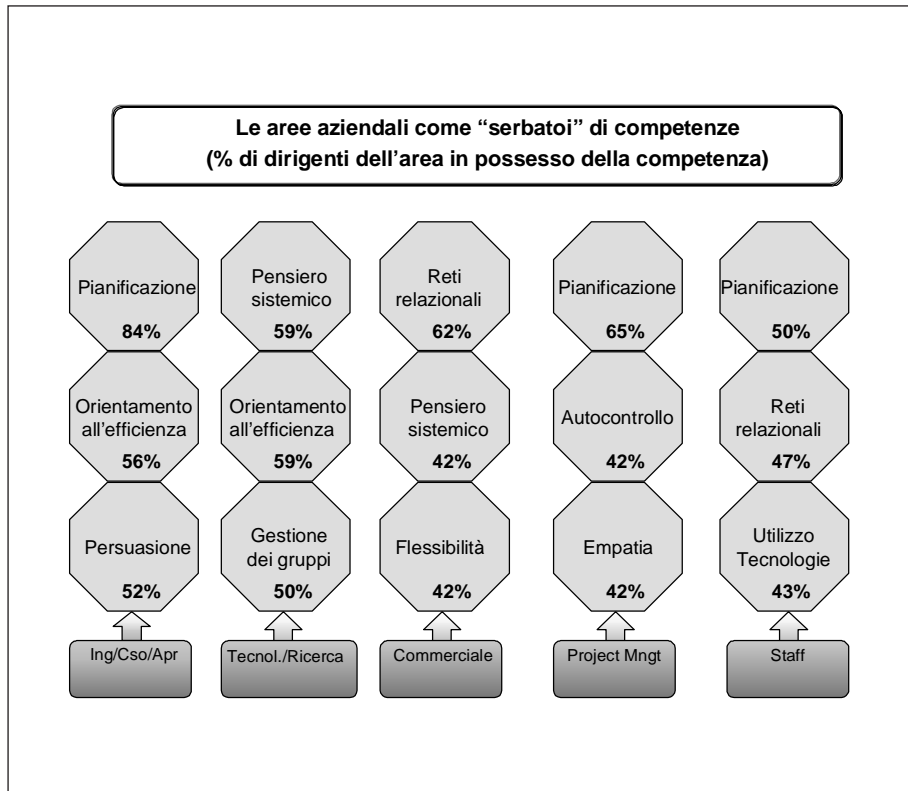 Le aree aziendali come “serbatoi” di competenze
(% di dirigenti dell’area in possesso della competenza)
Pianificazione
84%
Orientamento
all’efficienza
56%
Persuasione
52%
Ing/Cso/Apr
Pensiero
sistemico
59%
Orientamento
all’efficienza
59%
Gestione
dei gruppi
50%
Tecnol./Ricerca
Reti
relazionali
62%
Pensiero
sistemico
42%
Flessibilità
42%
Commerciale
Pianificazione
65%
Autocontrollo
42%
Empatia
42%
Project Mngt
Pianificazione
50%
Reti
relazionali
47%
Utilizzo
Tecnologie
43%
Staff